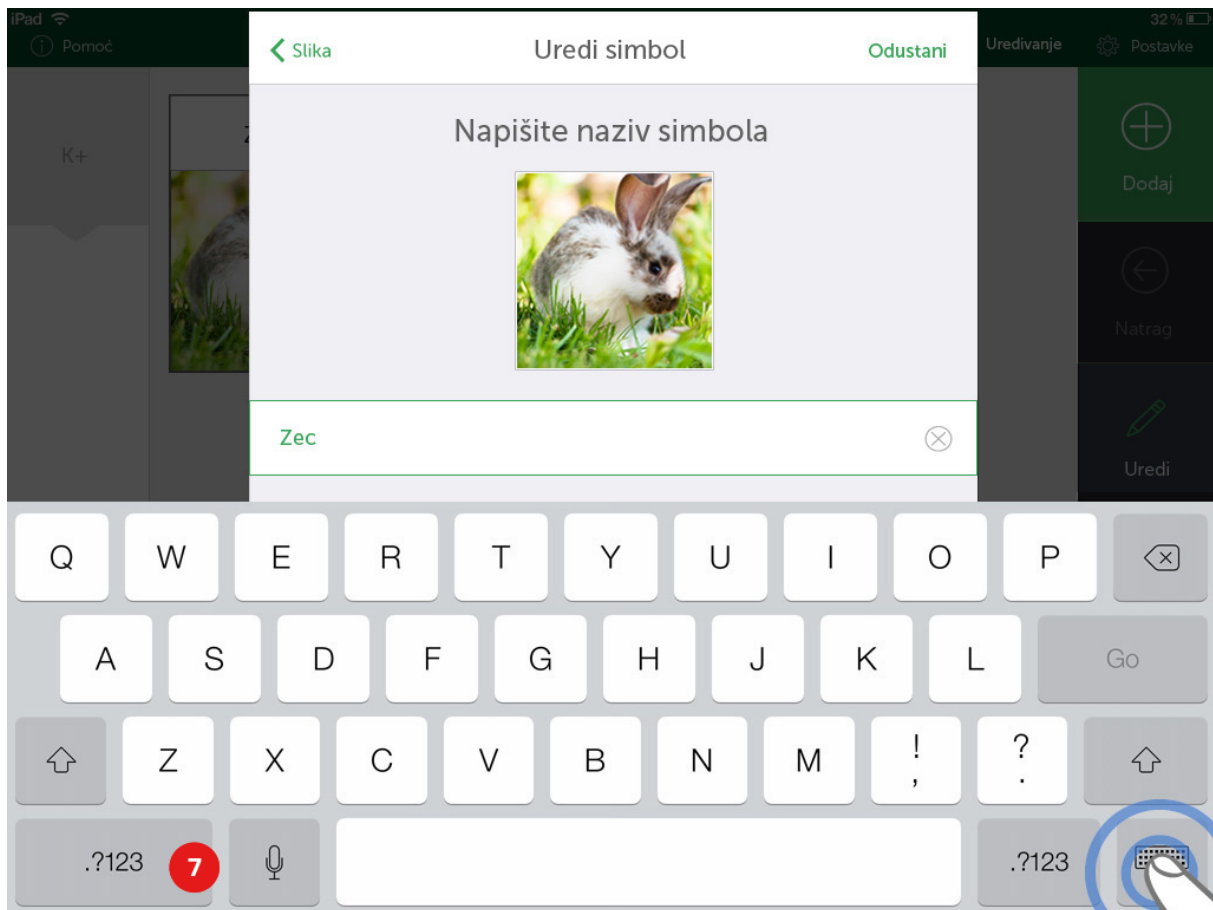 iPad 32%
Pomoć
Slika Uredi simbol Odustani
Uređivanje
Postavke
K+
Napišite naziv simbola
Dodaj
Natrag
Zec
Uredi
Q W E R T Y U I O P
A S D F G H J K L Go
Z X C V B N M ! , ? .
.?123 7 .?123